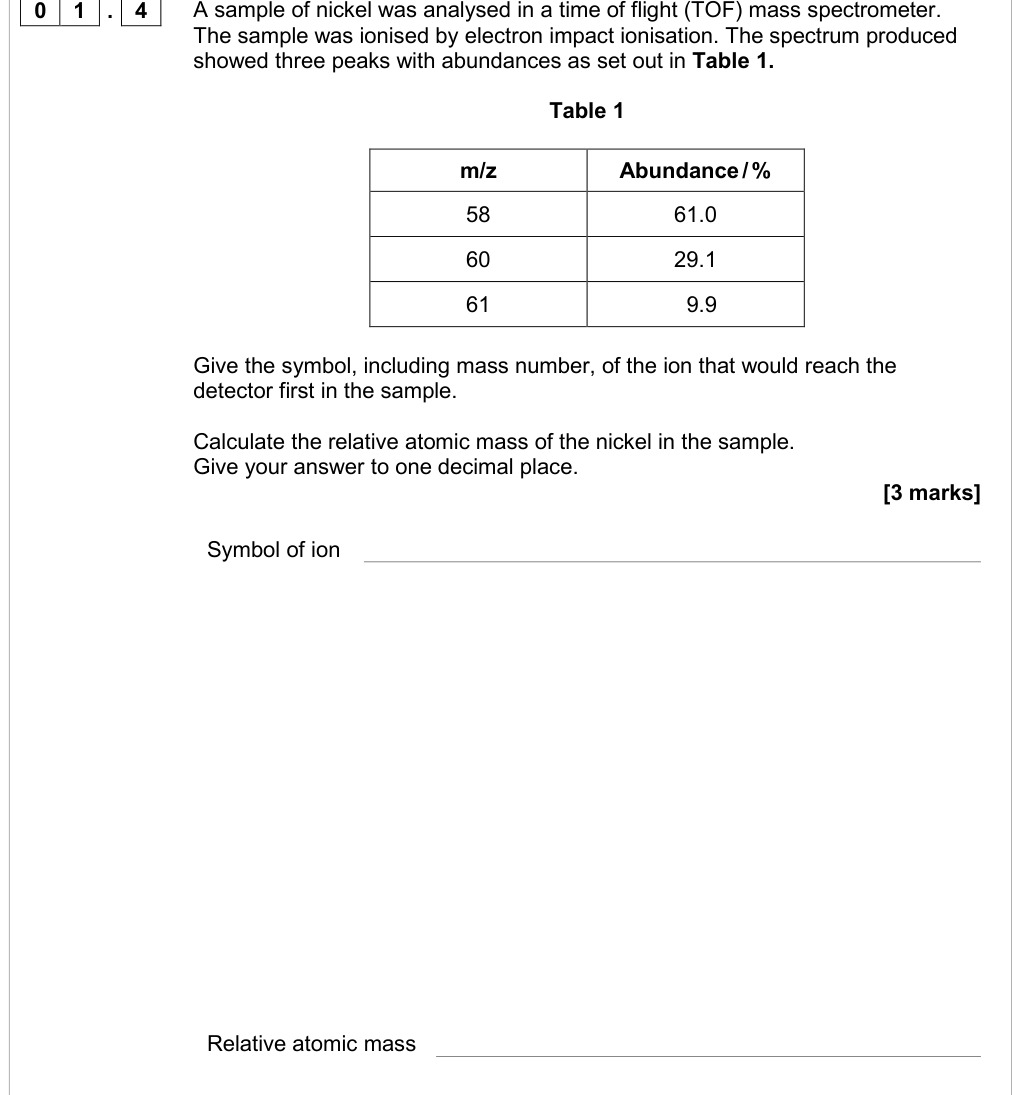 0 1 . 4 A sample of nickel was analysed in a time of flight (TOF) mass spectrometer.
The sample was ionised by electron impact ionisation. The spectrum produced
showed three peaks with abundances as set out in Table 1.
Table 1
m/z Abundance / %
58 61.0
60 29.1
61 9.9
Give the symbol, including mass number, of the ion that would reach the
detector first in the sample.
Calculate the relative atomic mass of the nickel in the sample.
Give your answer to one decimal place.
[3 marks]
Symbol of ion
Relative atomic mass